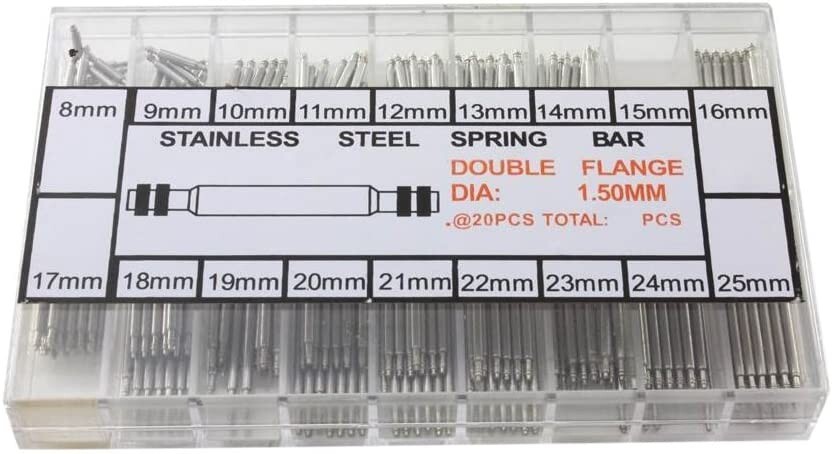 8mm 9mm 10mm 11mm 12mm 13mm 14mm 15mm 16mm
STAINLESS STEEL SPRING BAR
DOUBLE FLANGE
DIA: 1.50MM
.@20PCS TOTAL: PCS
17mm 18mm 19mm 20mm 21mm 22mm 23mm 24mm 25mm